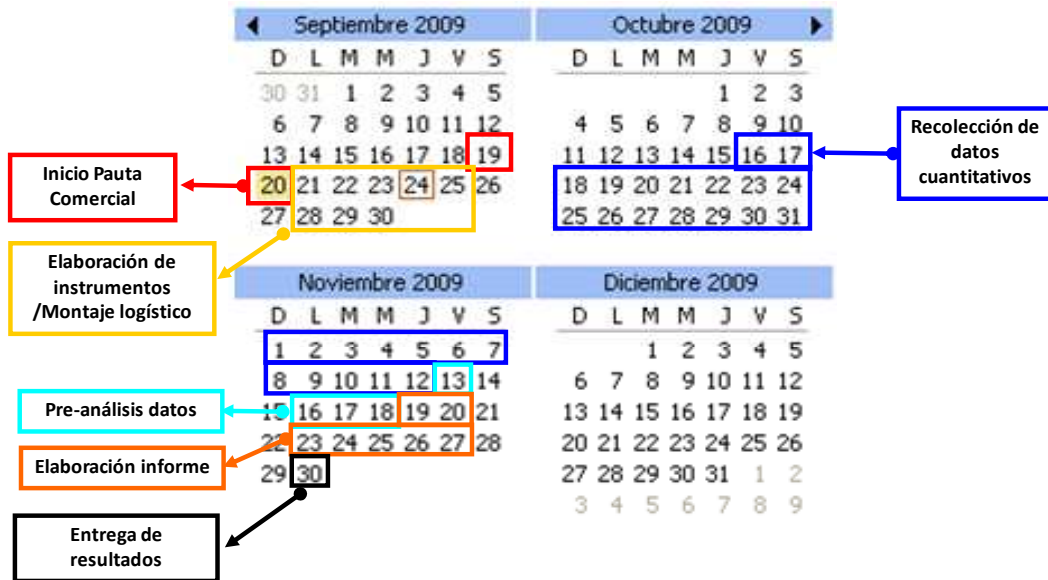 Septiembre 2009
D L M M J V S
30 31 1 2 3 4 5
6 7 8 9 10 11 12
13 14 15 16 17 18 19
20 21 22 23 24 25 26
27 28 29 30
Octubre 2009
D L M M J V S
1 2 3
4 5 6 7 8 9 10
11 12 13 14 15 16 17
18 19 20 21 22 23 24
25 26 27 28 29 30 31
Recolección de
datos
cuantitativos
Inicio Pauta
Comercial
Elaboración de
instrumentos
/Montaje logístico
Noviembre 2009
D L M M J V S
1 2 3 4 5 6 7
8 9 10 11 12 13 14
15 16 17 18 19 20 21
22 23 24 25 26 27 28
29 30
Diciembre 2009
D L M M J V S
1 2 3 4 5
6 7 8 9 10 11 12
13 14 15 16 17 18 19
20 21 22 23 24 25 26
27 28 29 30 31 1 2
3 4 5 6 7 8 9
Pre-análisis datos
Elaboración informe
Entrega de
resultados